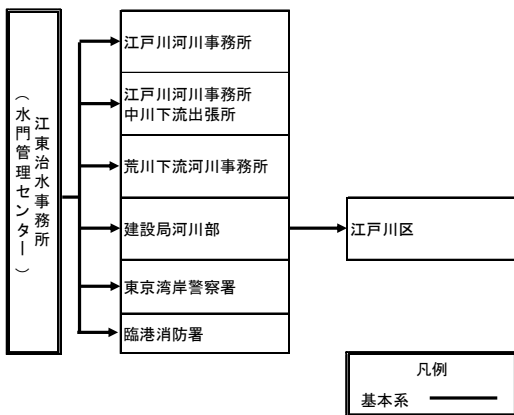 江東治水事務所
（水門管理センター）
江戸川河川事務所
江戸川河川事務所
中川下流出張所
荒川下流河川事務所
建設局河川部
江戸川区
東京湾岸警察署
臨港消防署
凡例
基本系